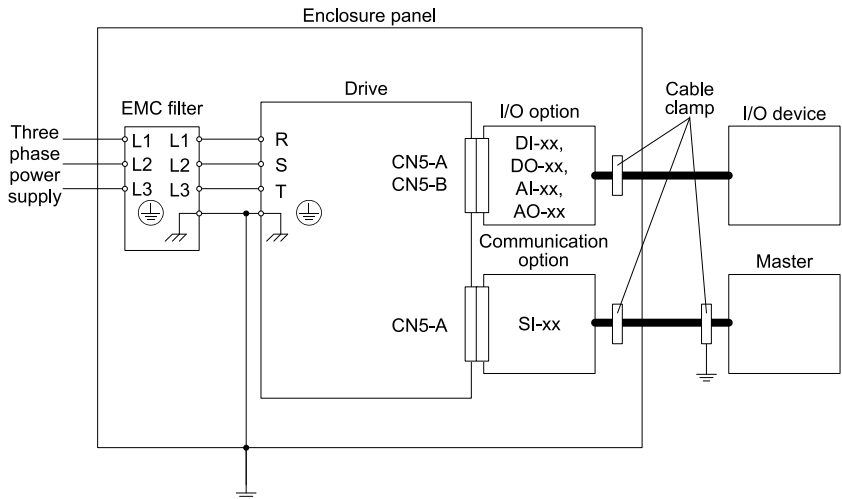 Enclosure panel
EMC filter
Drive
I/O option
Cable
clamp
I/O device
Three
phase
power
supply
L1 L1
L2 L2
L3 L3
R
S
T
CN5-A
CN5-B
DI-xx,
DO-xx,
AI-xx,
AO-xx
Communication
option
Master
CN5-A
SI-xx